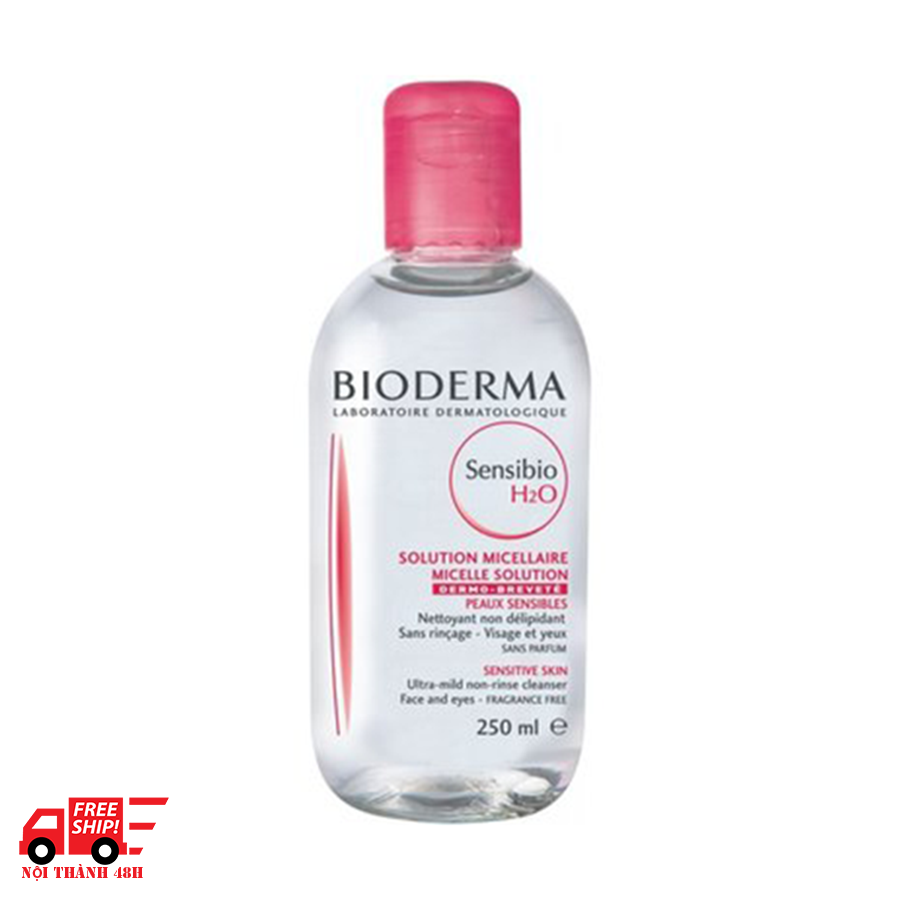 BIODERMA
LABORATOIRE DERMATOLOGIQUE
Sensibio
H2O
SOLUTION MICELLAIRE
MICELLE SOLUTION
DERMO-BREVETÉ
PEAUX SENSIBLES
Nettoyant non délipidant
Sans rinçage - Visage et yeux
SANS PARFUM
SENSITIVE SKIN
Ultra-mild non-rinse cleanser
Face and eyes - FRAGRANCE FREE
250 ml ℮
FREE
SHIP!
NỘI THÀNH 48H